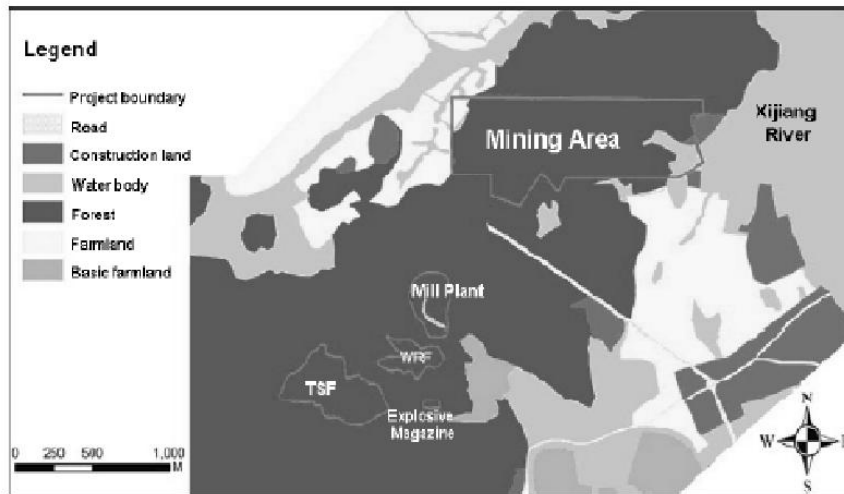 Legend
Project boundary
Road
Construction land
Water body
Forest
Farmland
Basic farmland
0 250 500 1,000
M
Mining Area
Xijiang
River
Mill Plant
WRF
TSF
Explosive
Magazine
N
W
S